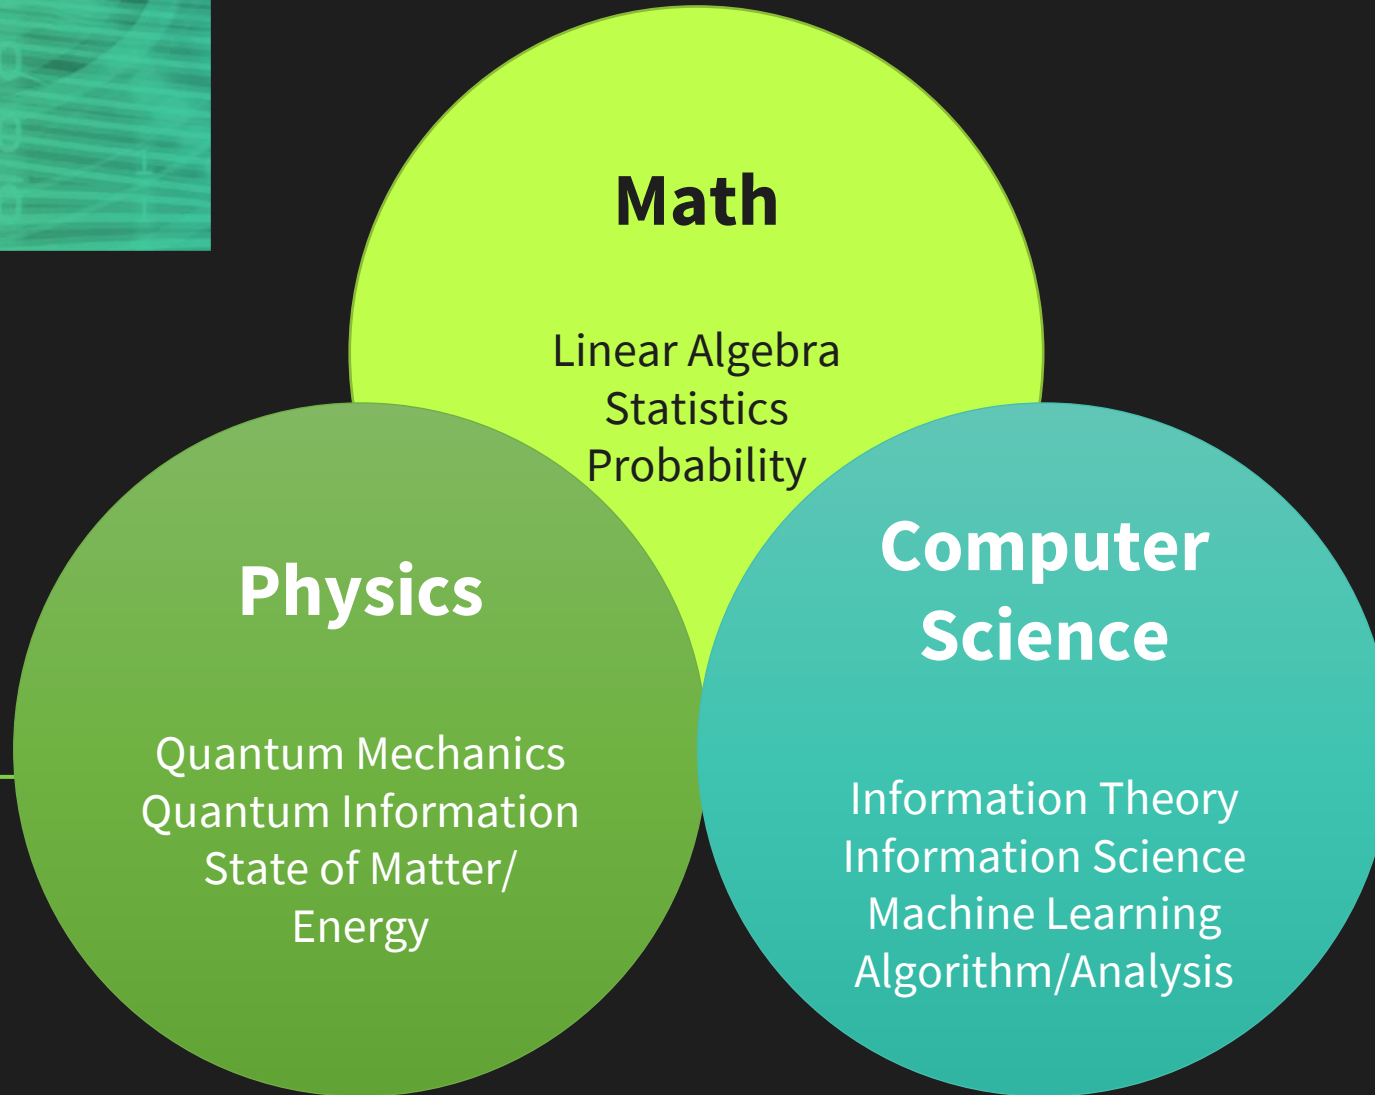 Math
Linear Algebra
Statistics
Probability
Physics
Quantum Mechanics
Quantum Information
State of Matter/
Energy
Computer
Science
Information Theory
Information Science
Machine Learning
Algorithm/Analysis